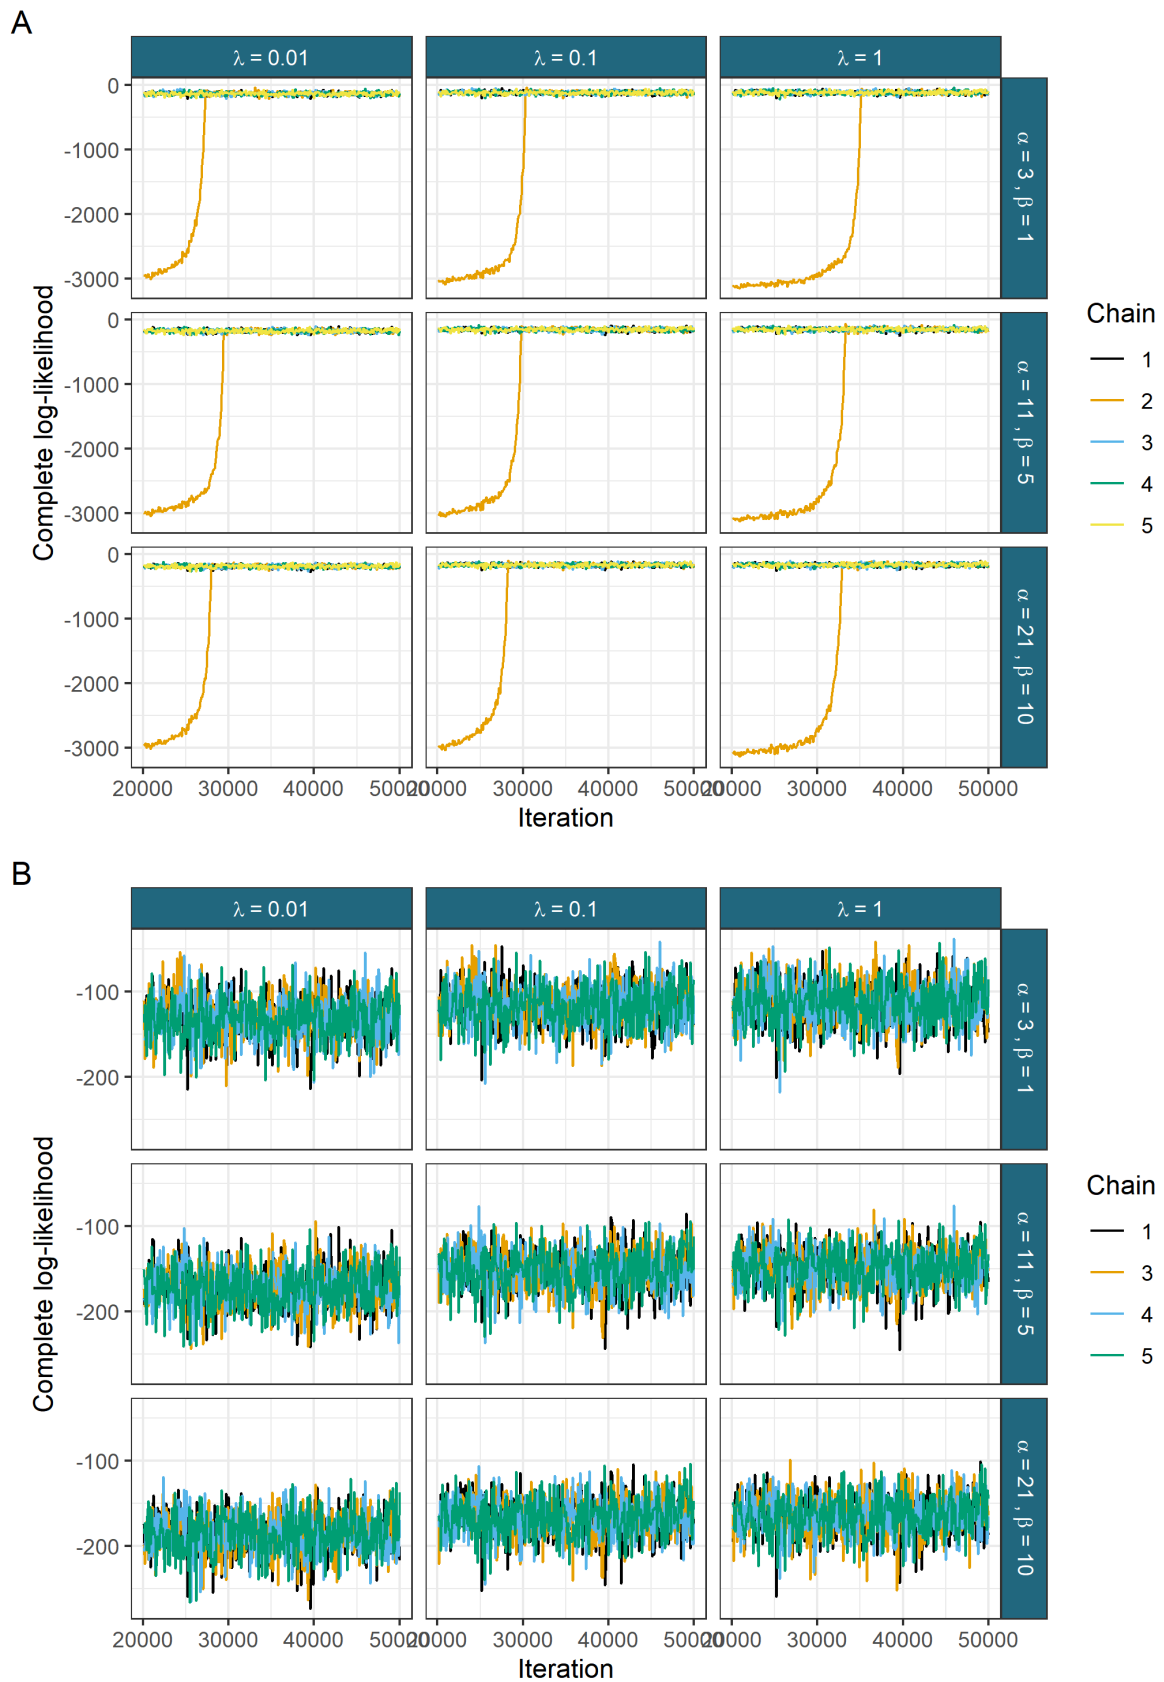 A
λ = 0.01
λ = 0.1
λ = 1
0
-1000
-2000
-3000
α = 3 , β = 1
0
-1000
-2000
-3000
α = 11 , β = 5
0
-1000
-2000
-3000
α = 21 , β = 10
Complete log-likelihood
20000 30000 40000 50000
20000 30000 40000 50000
20000 30000 40000 50000
Iteration
Chain
1
2
3
4
5
B
λ = 0.01
λ = 0.1
λ = 1
-100
-200
α = 3 , β = 1
-100
-200
α = 11 , β = 5
-100
-200
α = 21 , β = 10
Complete log-likelihood
20000 30000 40000 50000
20000 30000 40000 50000
20000 30000 40000 50000
Iteration
Chain
1
3
4
5